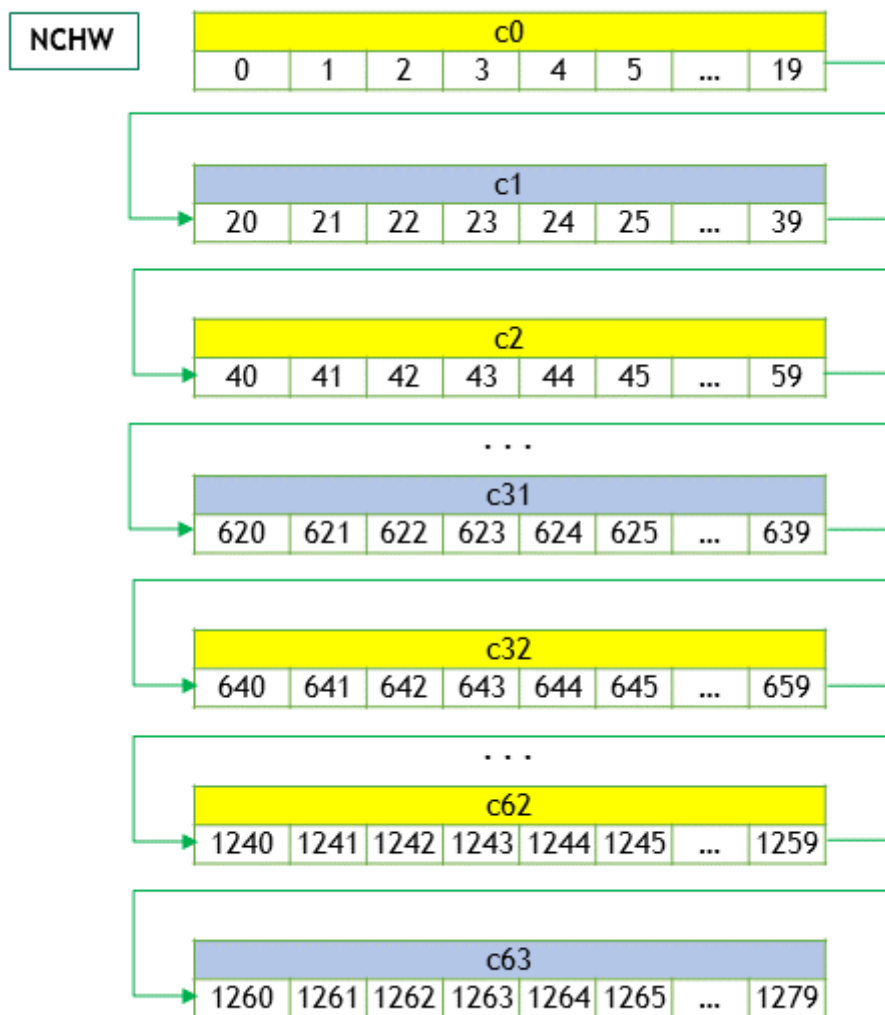 NCHW
c0
0 1 2 3 4 5 ... 19
c1
20 21 22 23 24 25 ... 39
c2
40 41 42 43 44 45 ... 59
...
c31
620 621 622 623 624 625 ... 639
c32
640 641 642 643 644 645 ... 659
...
c62
1240 1241 1242 1243 1244 1245 ... 1259
c63
1260 1261 1262 1263 1264 1265 ... 1279